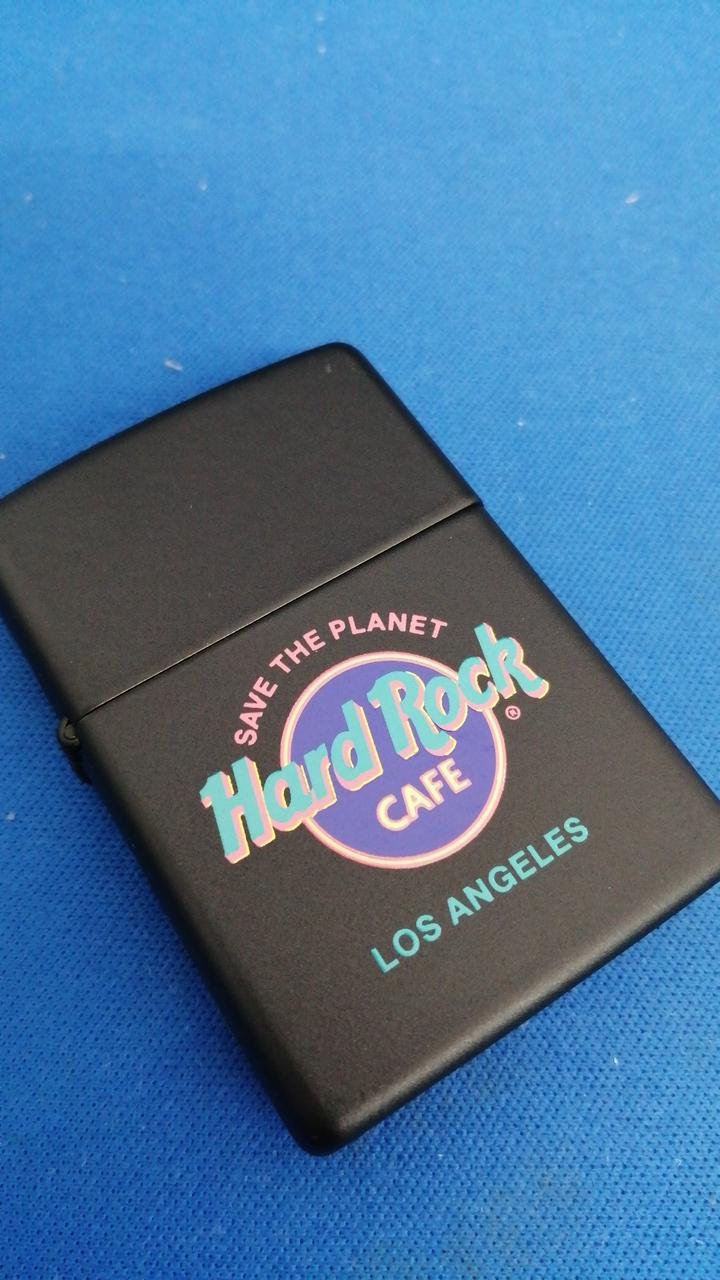 SAVE THE PLANET
Hard Rock
®
CAFE
LOS ANGELES